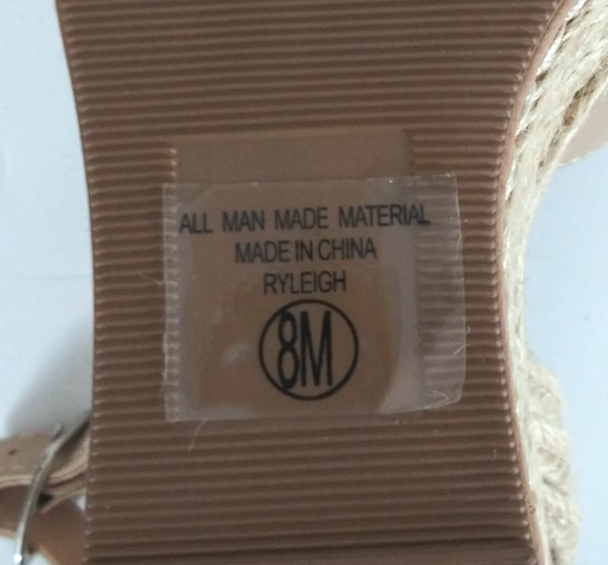 ALL MAN MADE MATERIAL
MADE IN CHINA
RYLEIGH
8M